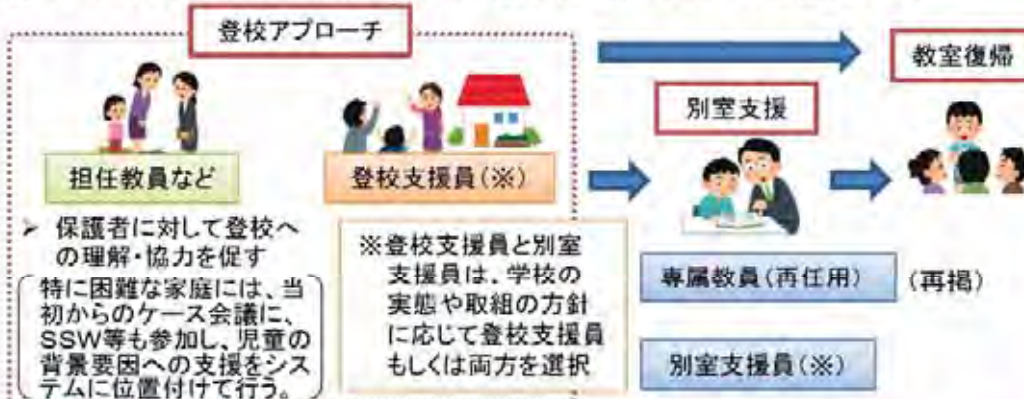 登校アプローチ
教室復帰
別室支援
担任教員など
登校支援員(※)
➢ 保護者に対して登校へ
の理解・協力を促す
特に困難な家庭には、当
初からのケース会議に、
SSW等も参加し、児童の
背景要因への支援をシス
テムに位置付けて行う。
※登校支援員と別室
支援員は、学校の
実態や取組の方針
に応じて登校支援員
もしくは両方を選択
専属教員(再任用)
(再掲)
別室支援員(※)